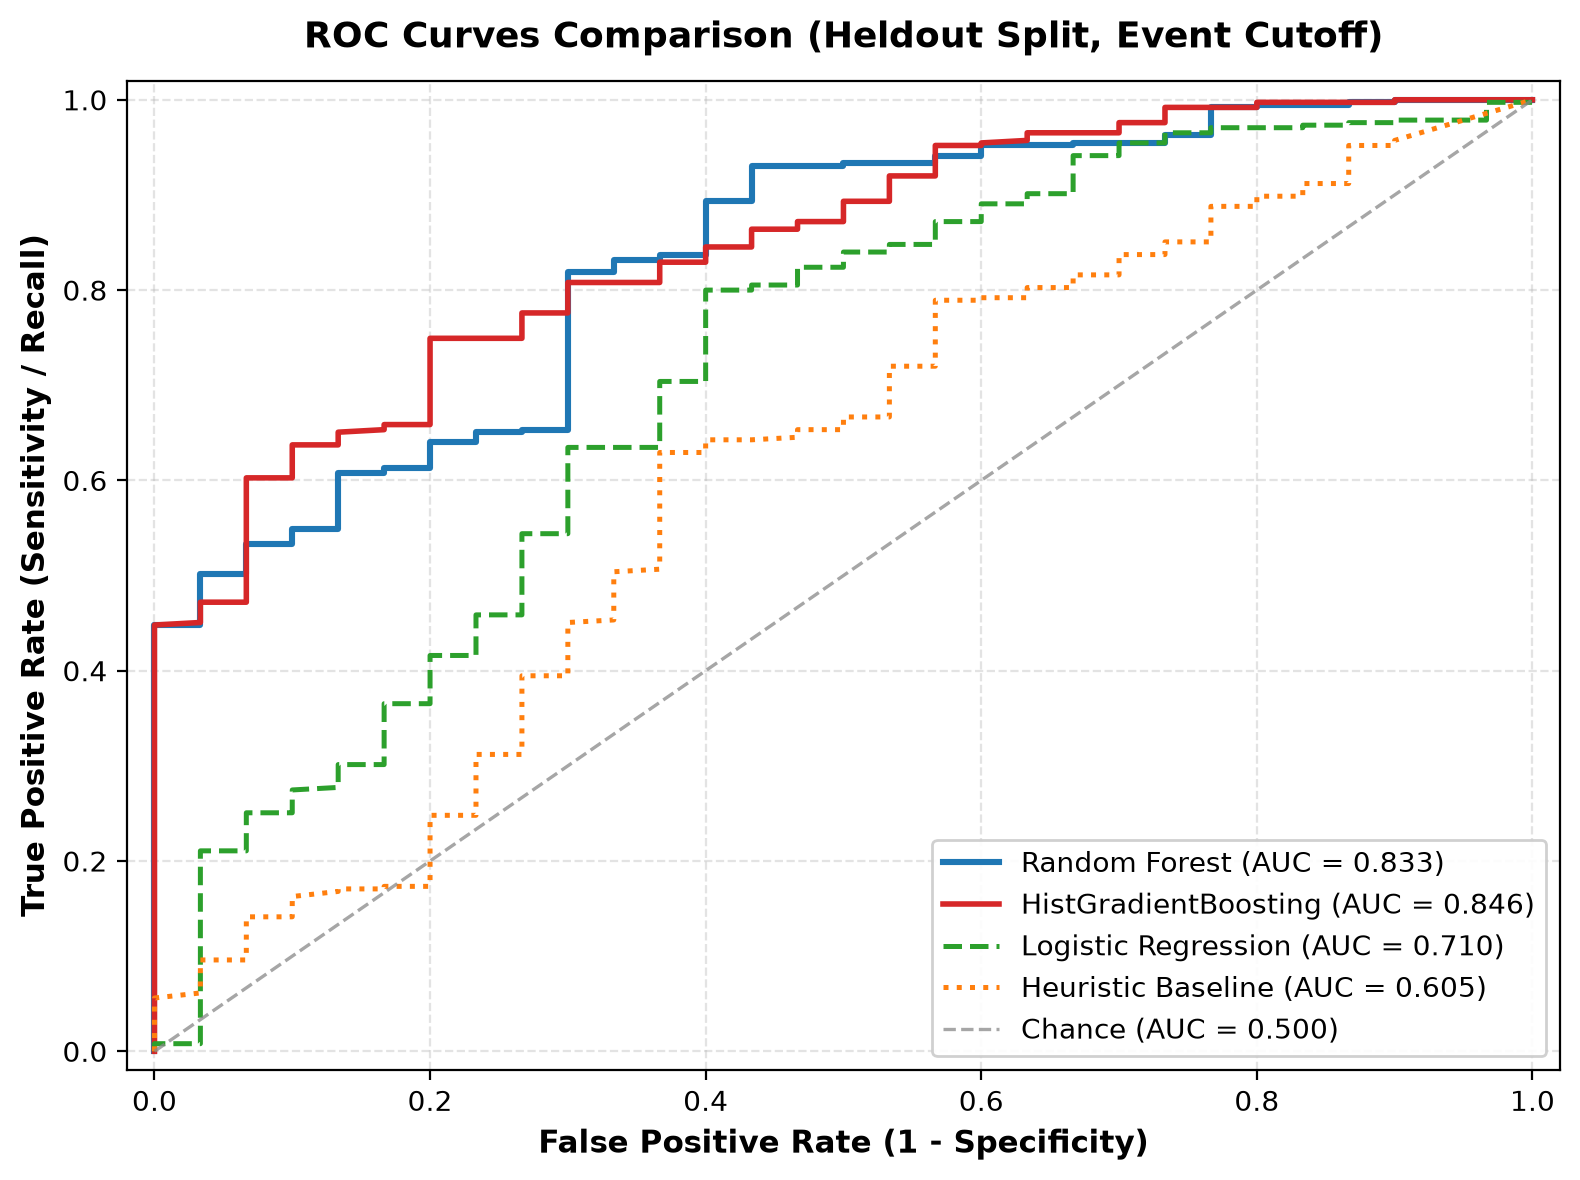 ROC Curves Comparison (Heldout Split, Event Cutoff)
True Positive Rate (Sensitivity / Recall)
1.0
0.8
0.6
0.4
0.2
0.0
Random Forest (AUC = 0.833)
HistGradientBoosting (AUC = 0.846)
Logistic Regression (AUC = 0.710)
Heuristic Baseline (AUC = 0.605)
Chance (AUC = 0.500)
0.0 0.2 0.4 0.6 0.8 1.0
False Positive Rate (1 - Specificity)